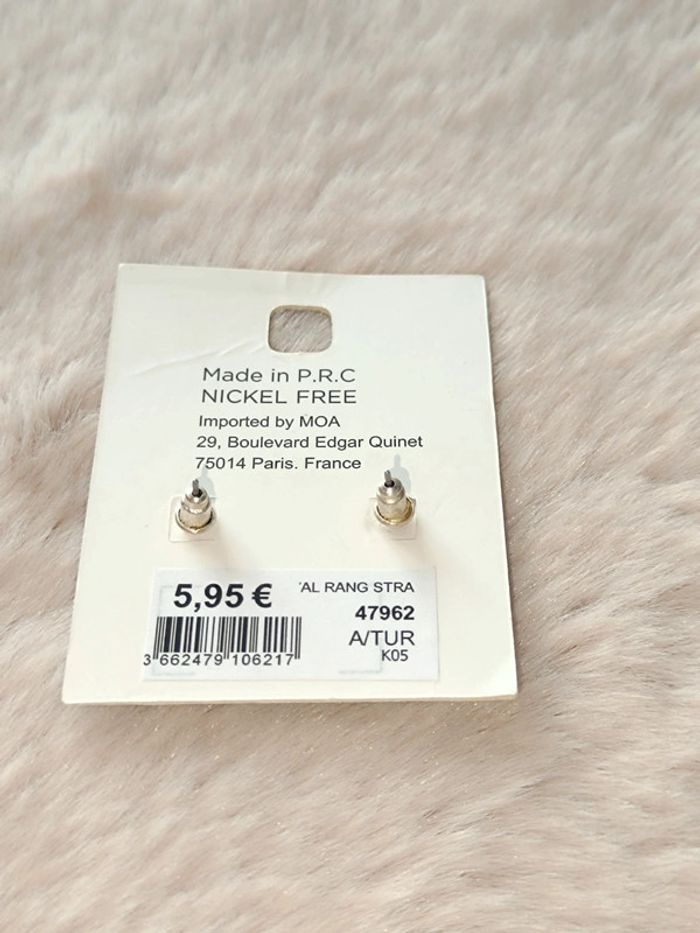 Made in P.R.C
NICKEL FREE
Imported by MOA
29, Boulevard Edgar Quinet
75014 Paris. France
5,95 €
AL RANG STRA
47962
A/TUR
K05
3 662479 106217